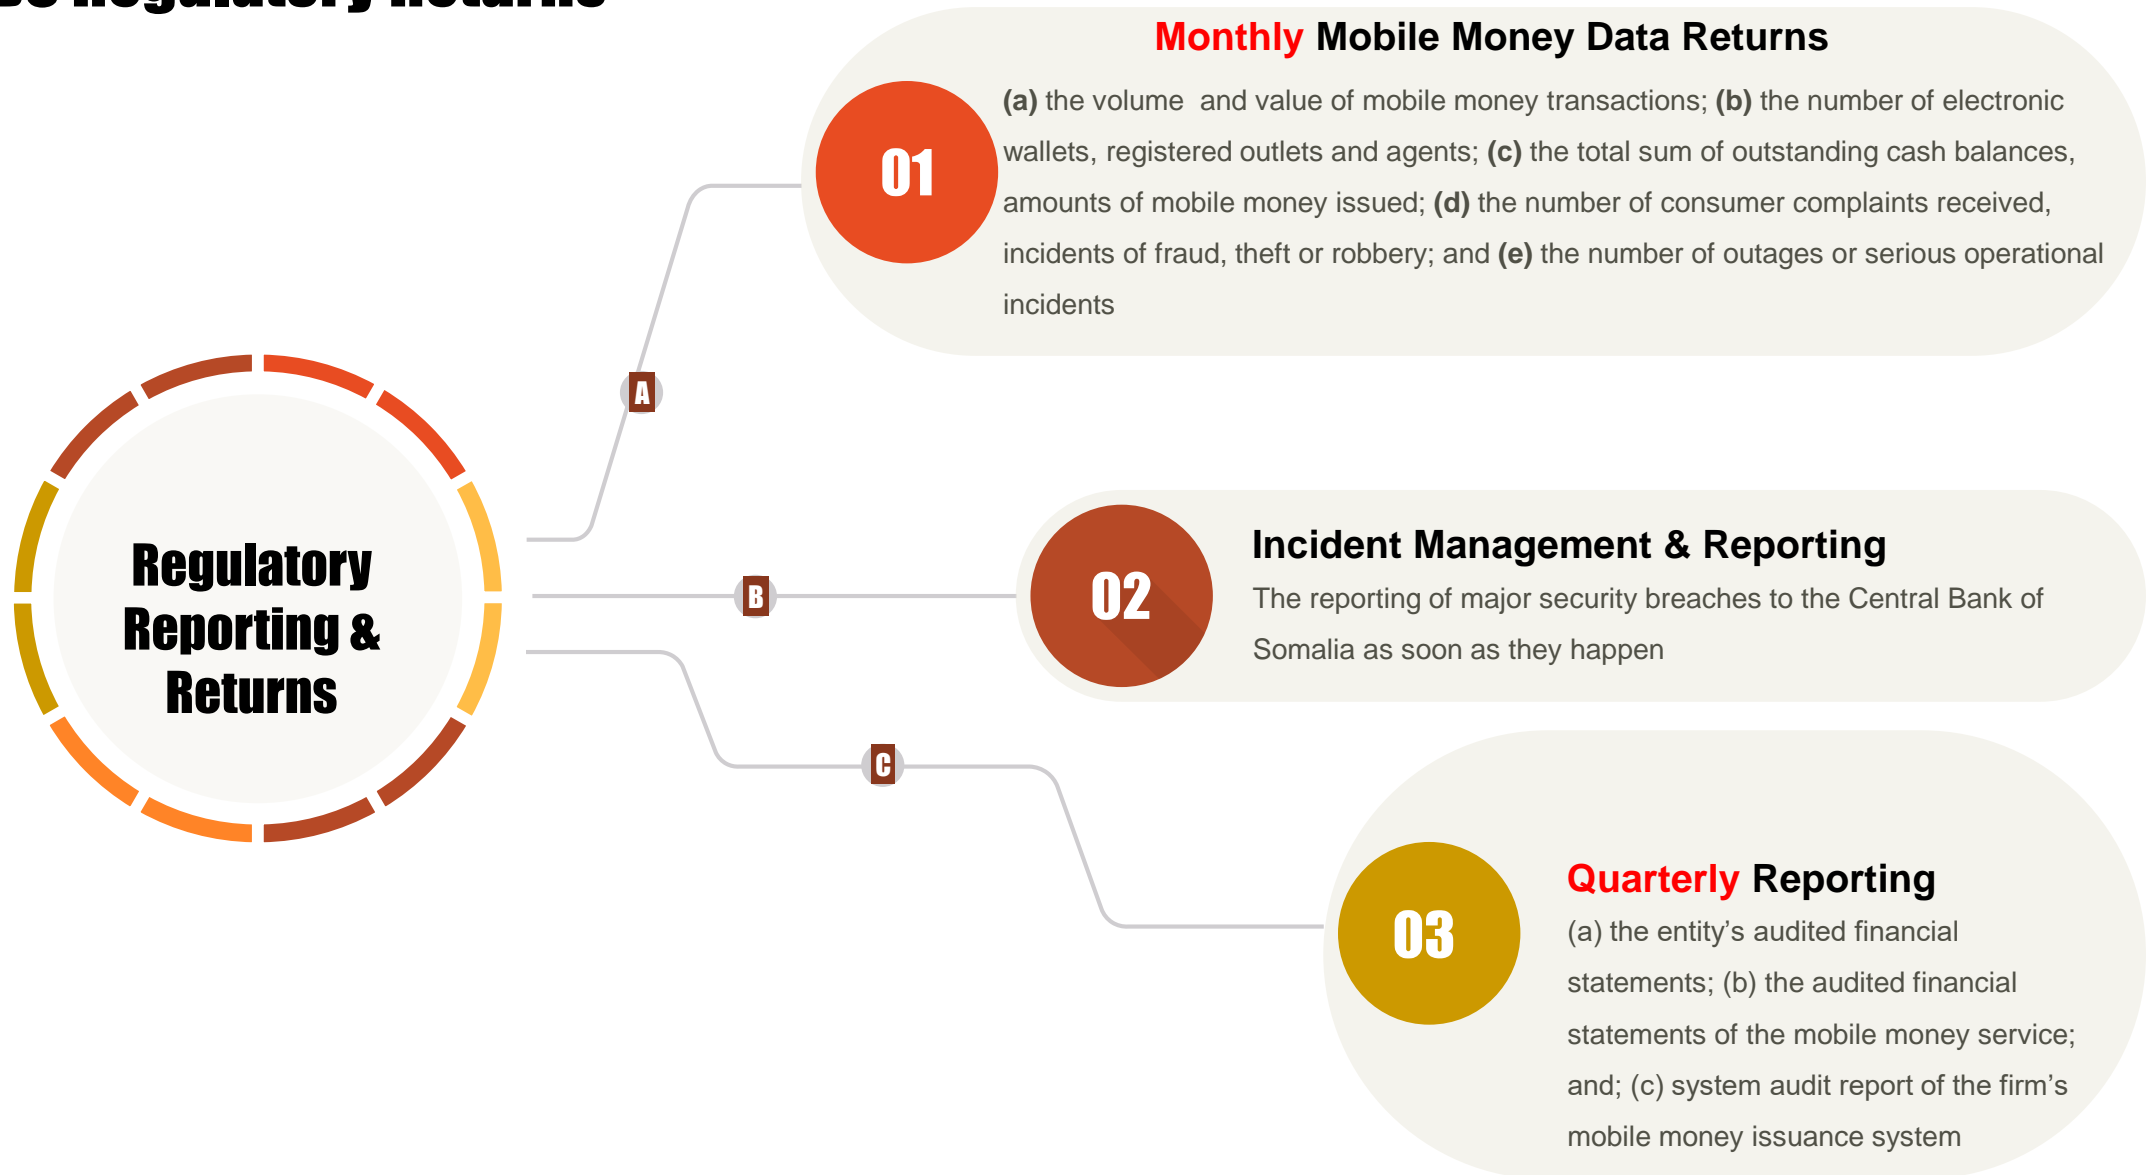 Regulatory Returns
Monthly Mobile Money Data Returns
(a) the volume  and value of mobile money transactions; (b) the number of electronic
wallets, registered outlets and agents; (c) the total sum of outstanding cash balances,
amounts of mobile money issued; (d) the number of consumer complaints received,
incidents of fraud, theft or robbery; and (e) the number of outages or serious operational
incidents
01
A
Regulatory
Reporting &
Returns
B
02
Incident Management & Reporting
The reporting of major security breaches to the Central Bank of
Somalia as soon as they happen
C
03
Quarterly Reporting
(a) the entity’s audited financial
statements; (b) the audited financial
statements of the mobile money service;
and; (c) system audit report of the firm’s
mobile money issuance system